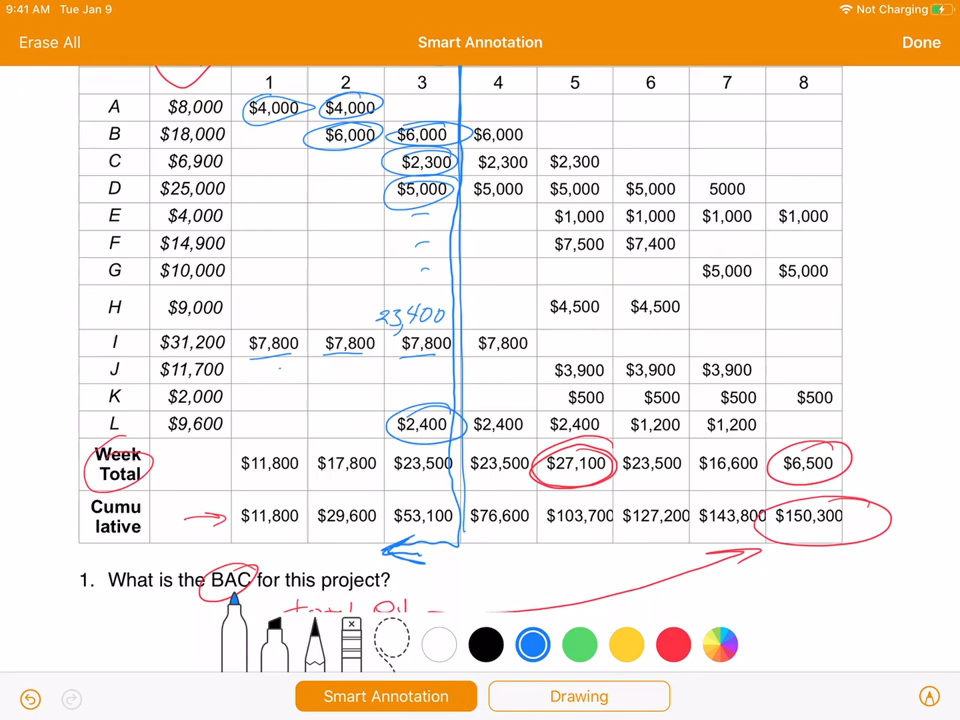 9:41 AM Tue Jan 9 Not Charging
Erase All Smart Annotation Done
1 2 3 4 5 6 7 8
A $8,000 $4,000 $4,000
B $18,000 $6,000 $6,000 $6,000
C $6,900 $2,300 $2,300 $2,300
D $25,000 $5,000 $5,000 $5,000 $5,000 5000
E $4,000 $1,000 $1,000 $1,000 $1,000
F $14,900 $7,500 $7,400
G $10,000 $5,000 $5,000
H $9,000 $4,500 $4,500
23,400
I $31,200 $7,800 $7,800 $7,800 $7,800
J $11,700 $3,900 $3,900 $3,900
K $2,000 $500 $500 $500 $500
L $9,600 $2,400 $2,400 $2,400 $1,200 $1,200
Week Total $11,800 $17,800 $23,500 $23,500 $27,100 $23,500 $16,600 $6,500
Cumu lative $11,800 $29,600 $53,100 $76,600 $103,700 $127,200 $143,800 $150,300
1. What is the BAC for this project?
Smart Annotation Drawing